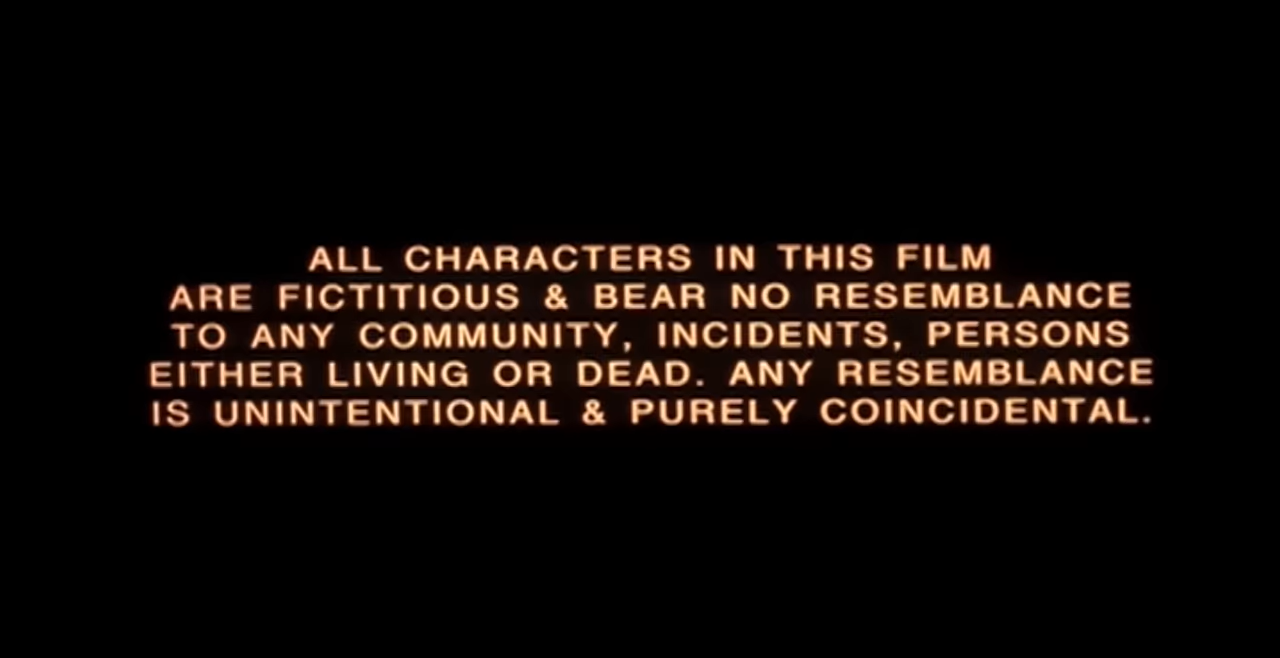 ALL CHARACTERS IN THIS FILM
ARE FICTITIOUS & BEAR NO RESEMBLANCE
TO ANY COMMUNITY, INCIDENTS, PERSONS
EITHER LIVING OR DEAD. ANY RESEMBLANCE
IS UNINTENTIONAL & PURELY COINCIDENTAL.